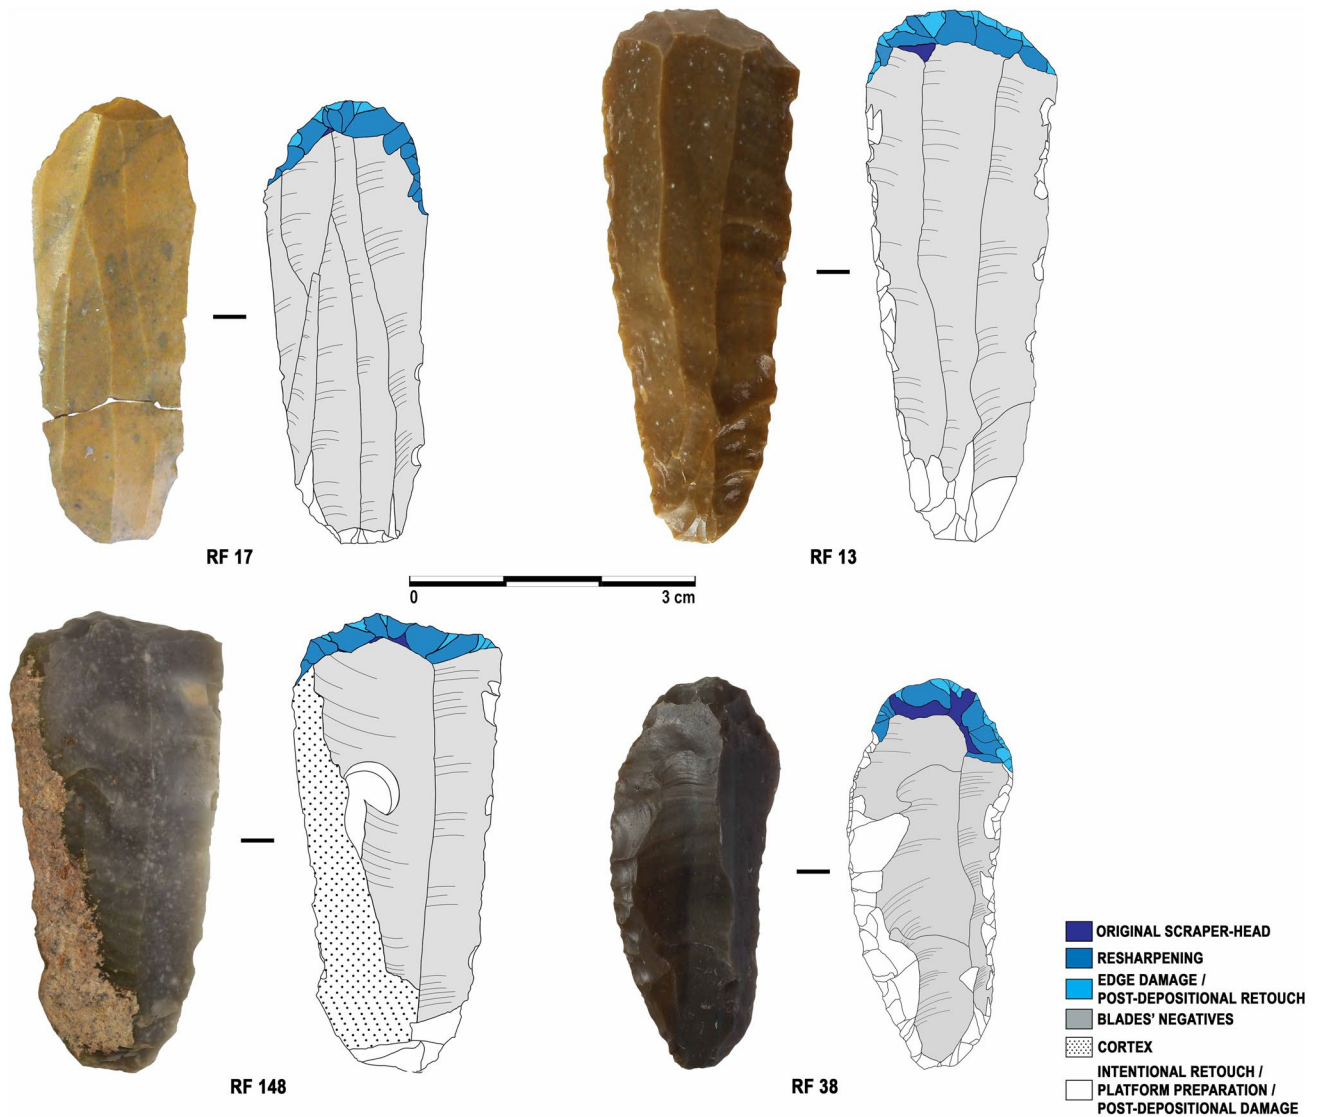 RF 17
RF 13
0 3 cm
RF 148
RF 38
ORIGINAL SCRAPER-HEAD
RESHARPENING
EDGE DAMAGE /
POST-DEPOSITIONAL RETOUCH
BLADES' NEGATIVES
CORTEX
INTENTIONAL RETOUCH /
PLATFORM PREPARATION /
POST-DEPOSITIONAL DAMAGE